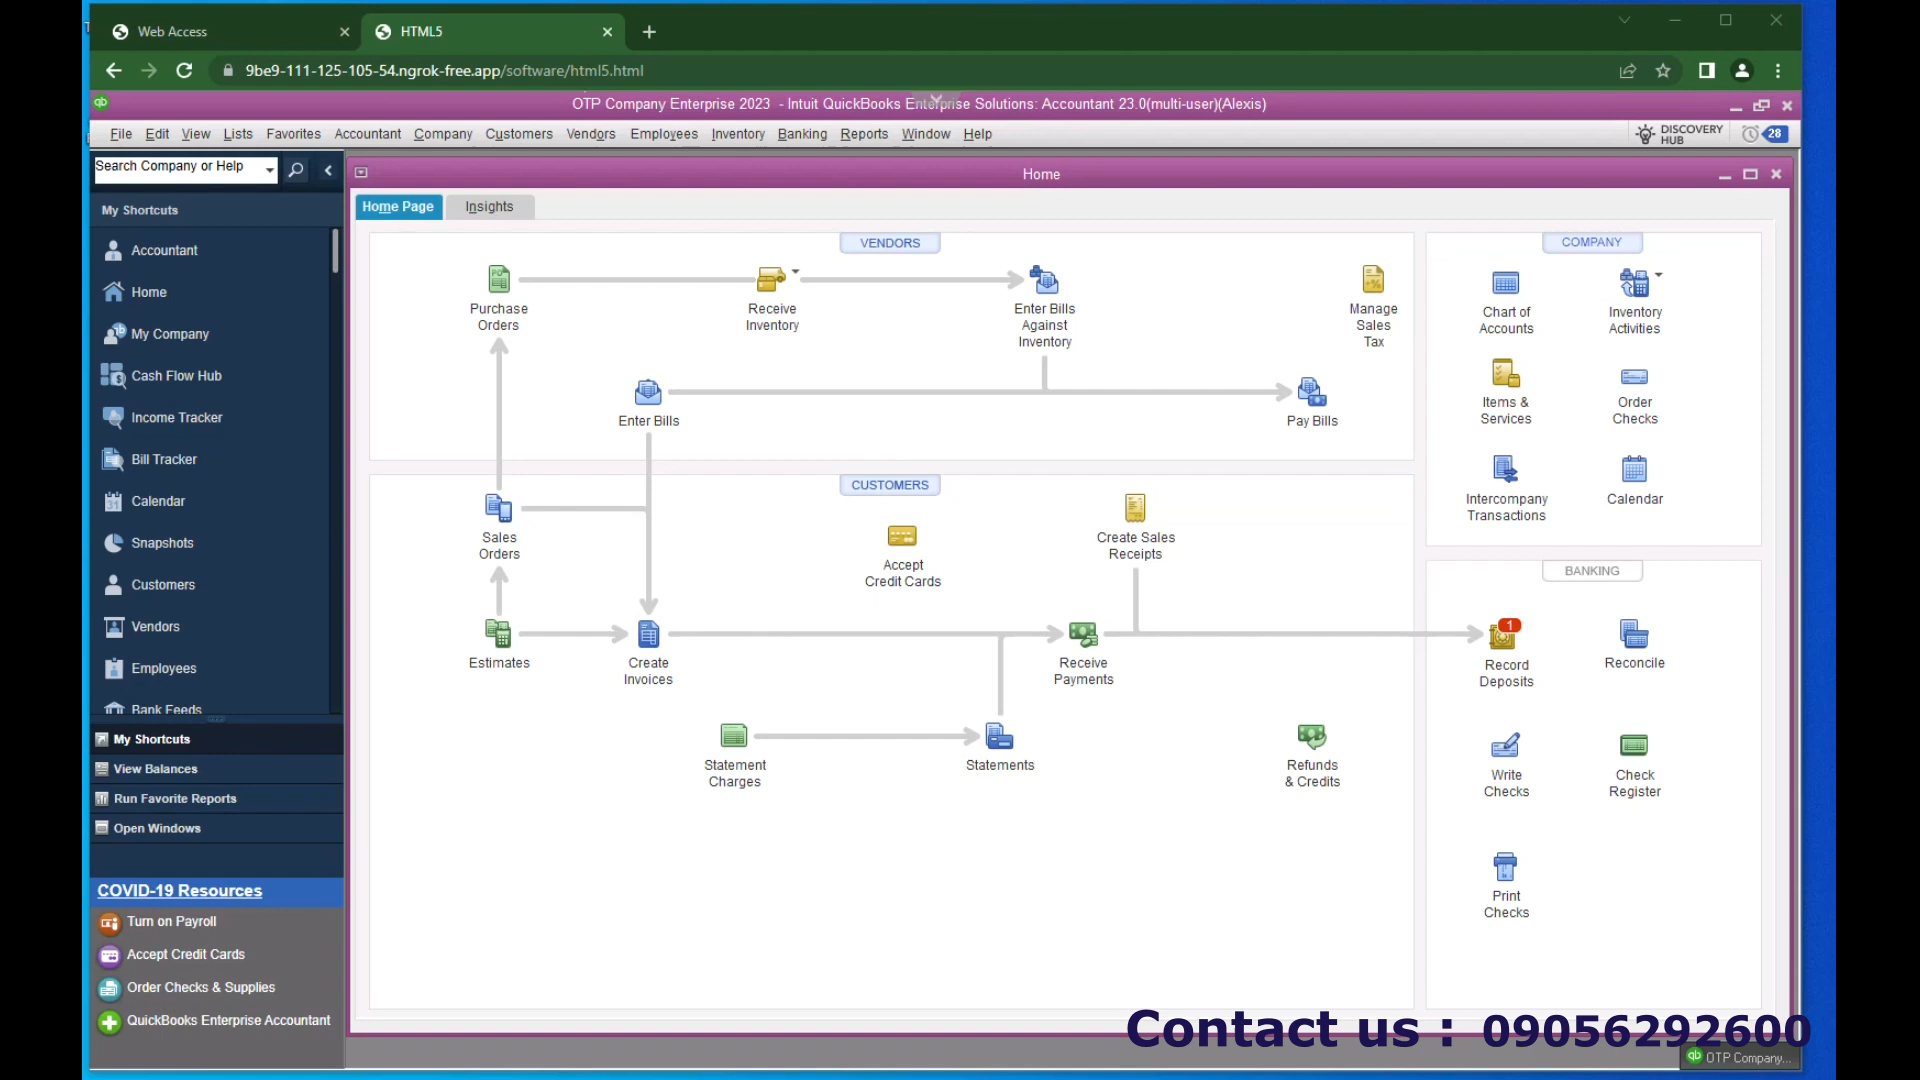 Web Access
HTML5
9be9-111-125-105-54.ngrok-free.app/software/html5.html
OTP Company Enterprise 2023 - Intuit QuickBooks Enterprise Solutions: Accountant 23.0(multi-user)(Alexis)
File Edit View Lists Favorites Accountant Company Customers Vendors Employees Inventory Banking Reports Window Help
DISCOVERY
HUB
28
Search Company or Help
Home
My Shortcuts
Accountant
Home
My Company
Cash Flow Hub
Income Tracker
Bill Tracker
Calendar
Snapshots
Customers
Vendors
Employees
Bank Feeds
My Shortcuts
View Balances
Run Favorite Reports
Open Windows
COVID-19 Resources
Turn on Payroll
Accept Credit Cards
Order Checks & Supplies
QuickBooks Enterprise Accountant
Home Page
Insights
VENDORS
Purchase
Orders
Receive
Inventory
Enter Bills
Against
Inventory
Manage
Sales
Tax
Enter Bills
Pay Bills
CUSTOMERS
Sales
Orders
Accept
Credit Cards
Create Sales
Receipts
Estimates
Create
Invoices
Receive
Payments
Statement
Charges
Statements
Refunds
& Credits
COMPANY
Chart of
Accounts
Inventory
Activities
Items &
Services
Order
Checks
Intercompany
Transactions
Calendar
BANKING
1
Record
Deposits
Reconcile
Write
Checks
Check
Register
Print
Checks
Contact us : 09056292600
OTP Company...